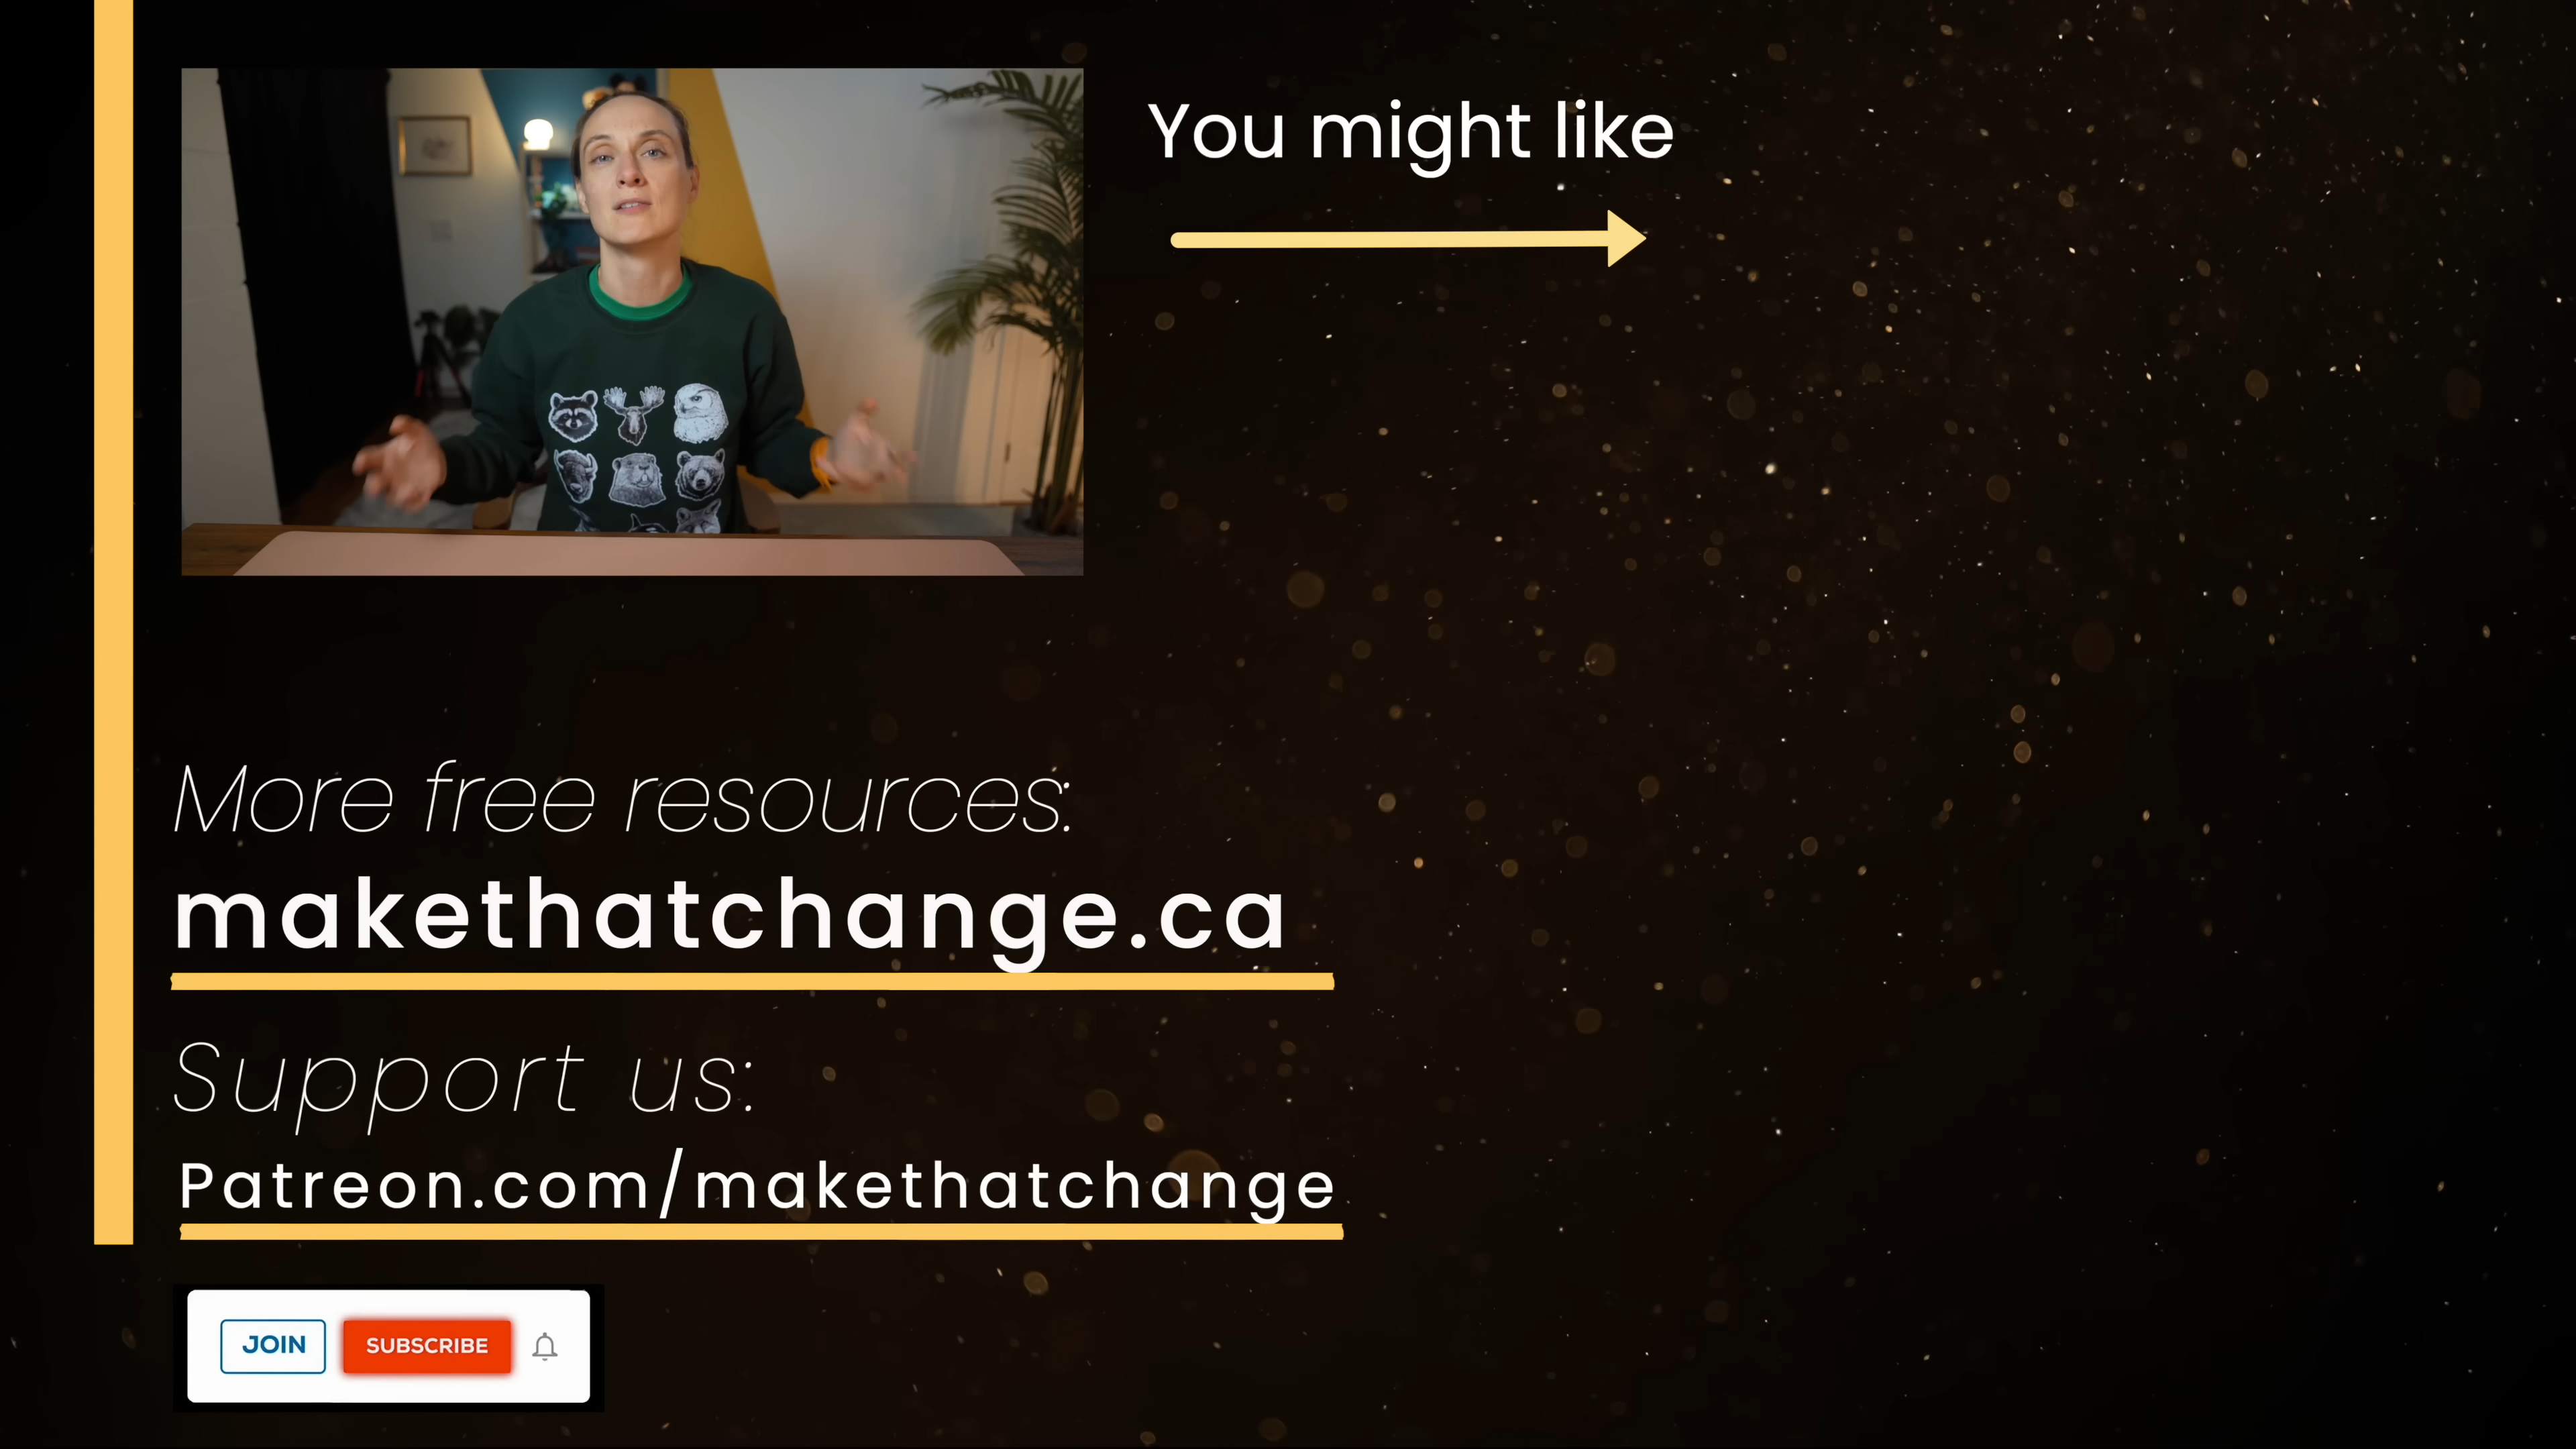 You might like
More free resources:
makethatchange.ca
Support us:
Patreon.com/makethatchange
JOIN SUBSCRIBE